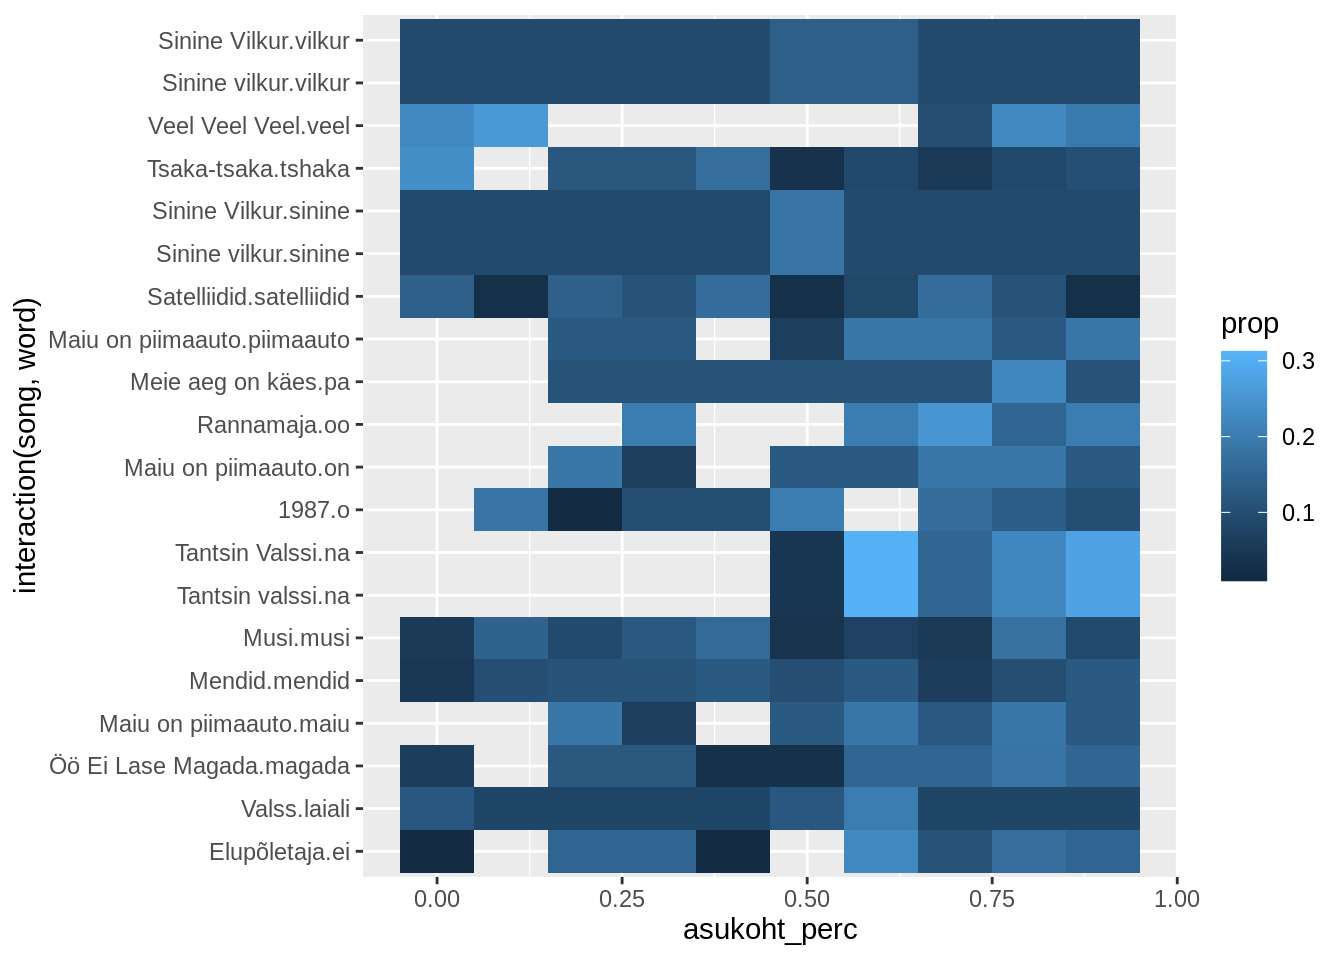 Sinine Vilkur.vilkur
Sinine vilkur.vilkur
Veel Veel Veel.veel
Tsaka-tsaka.tshaka
Sinine Vilkur.sinine
Sinine vilkur.sinine
Satelliidid.satelliidid
Maiu on piimaauto.piimaauto
Meie aeg on käes.pa
Rannamaja.oo
Maiu on piimaauto.on
1987.o
Tantsin Valssi.na
Tantsin valssi.na
Musi.musi
Mendid.mendid
Maiu on piimaauto.maiu
Öö Ei Lase Magada.magada
Valss.laiali
Elupõletaja.ei
interaction(song, word)
0.00 0.25 0.50 0.75 1.00
asukoht_perc
prop
0.3
0.2
0.1